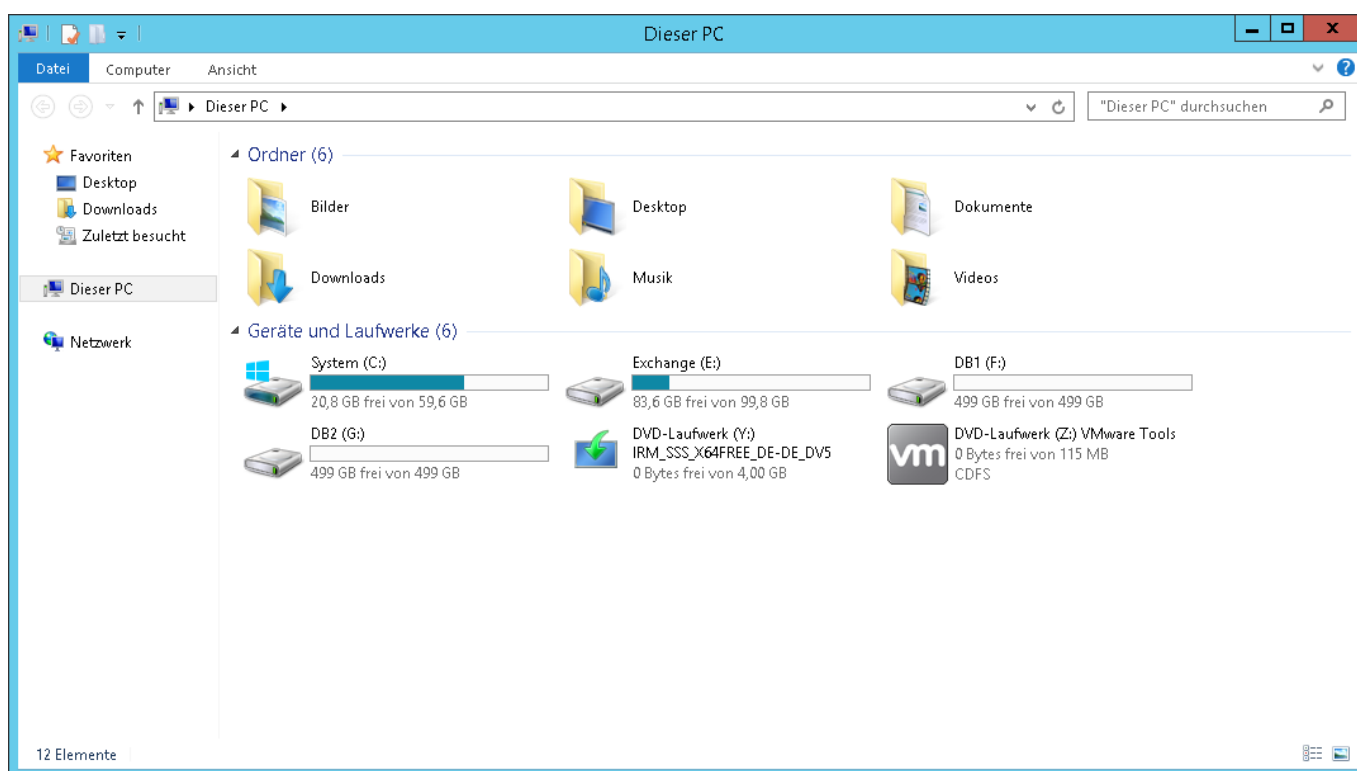 Dieser PC
Datei Computer Ansicht
Dieser PC "Dieser PC" durchsuchen
Favoriten
Desktop
Downloads
Zuletzt besucht
Dieser PC
Netzwerk
Ordner (6)
Bilder Desktop Dokumente
Downloads Musik Videos
Geräte und Laufwerke (6)
System (C:) Exchange (E:) DB1 (F:)
20,8 GB frei von 59,6 GB 83,6 GB frei von 99,8 GB 499 GB frei von 499 GB
DB2 (G:) DVD-Laufwerk (Y:) DVD-Laufwerk (Z:) VMware Tools
IRM_SSS_X64FREE_DE-DE_DV5 0 Bytes frei von 115 MB
499 GB frei von 499 GB 0 Bytes frei von 4,00 GB CDFS
vm
12 Elemente